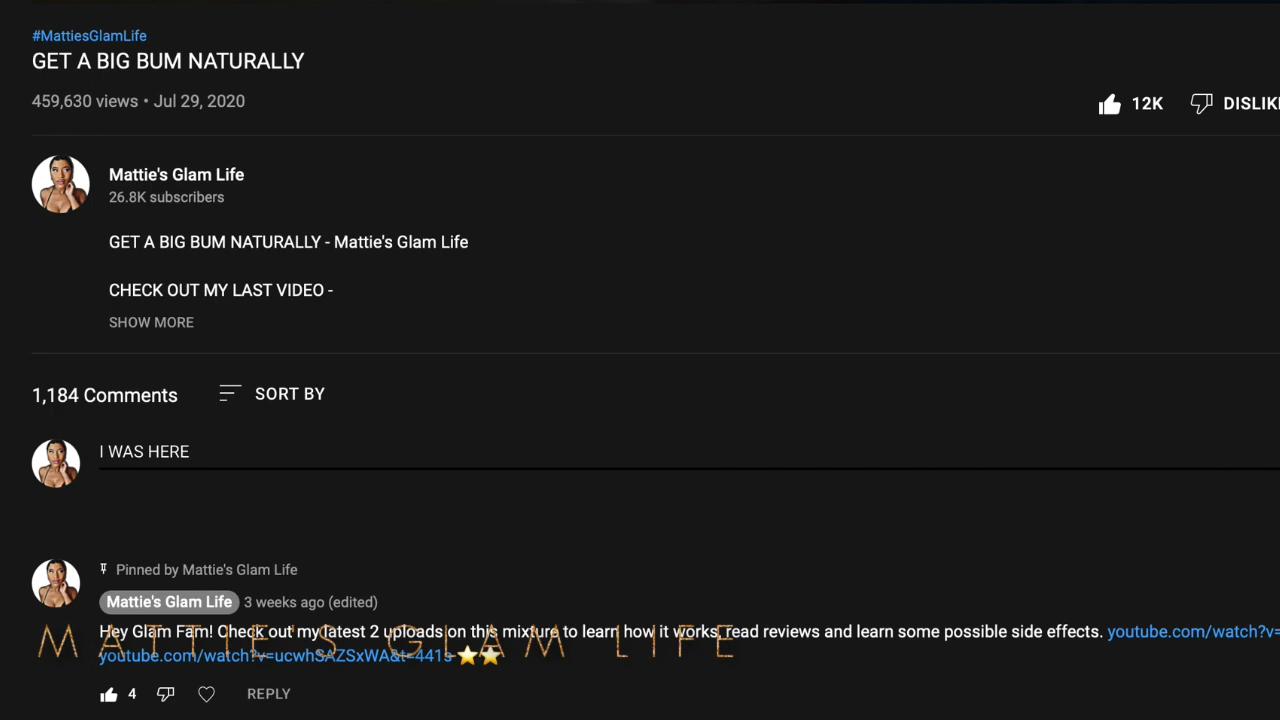 #MattiesGlamLife
GET A BIG BUM NATURALLY
459,630 views • Jul 29, 2020
12K DISLIK
Mattie's Glam Life
26.8K subscribers
GET A BIG BUM NATURALLY - Mattie's Glam Life
CHECK OUT MY LAST VIDEO -
SHOW MORE
1,184 Comments SORT BY
I WAS HERE
Pinned by Mattie's Glam Life
Mattie's Glam Life 3 weeks ago (edited)
Hey Glam Fam! Check out my latest 2 uploads on this mixture to learn how it works, read reviews and learn some possible side effects. youtube.com/watch?v=
youtube.com/watch?v=ucwhSAZSxWA&t=441s
MATTIE'S GLAM LIFE
4 REPLY